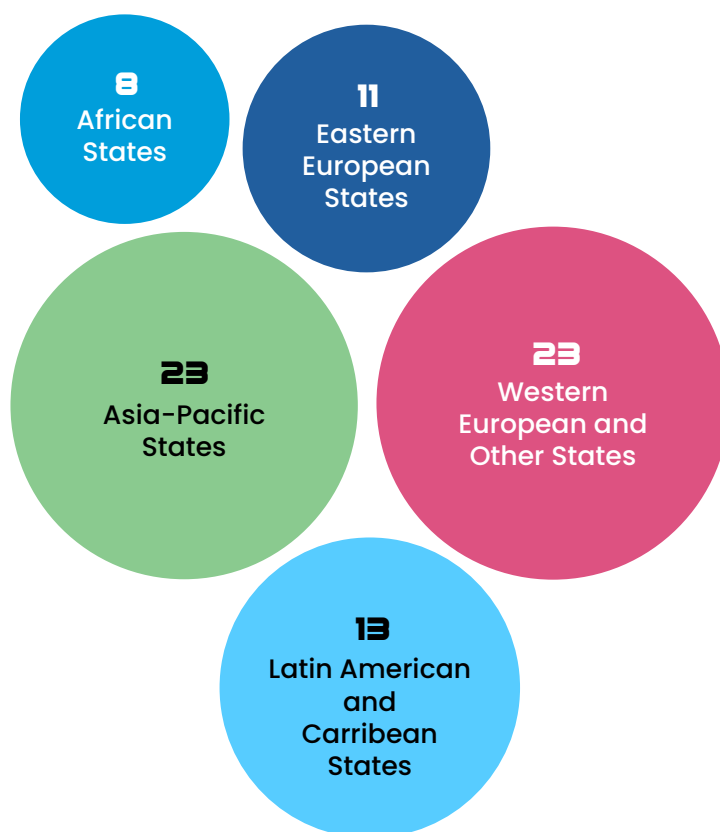 8
African
States
11
Eastern
European
States
23
Asia-Pacific
States
23
Western
European and
Other States
13
Latin American
and
Carribean
States